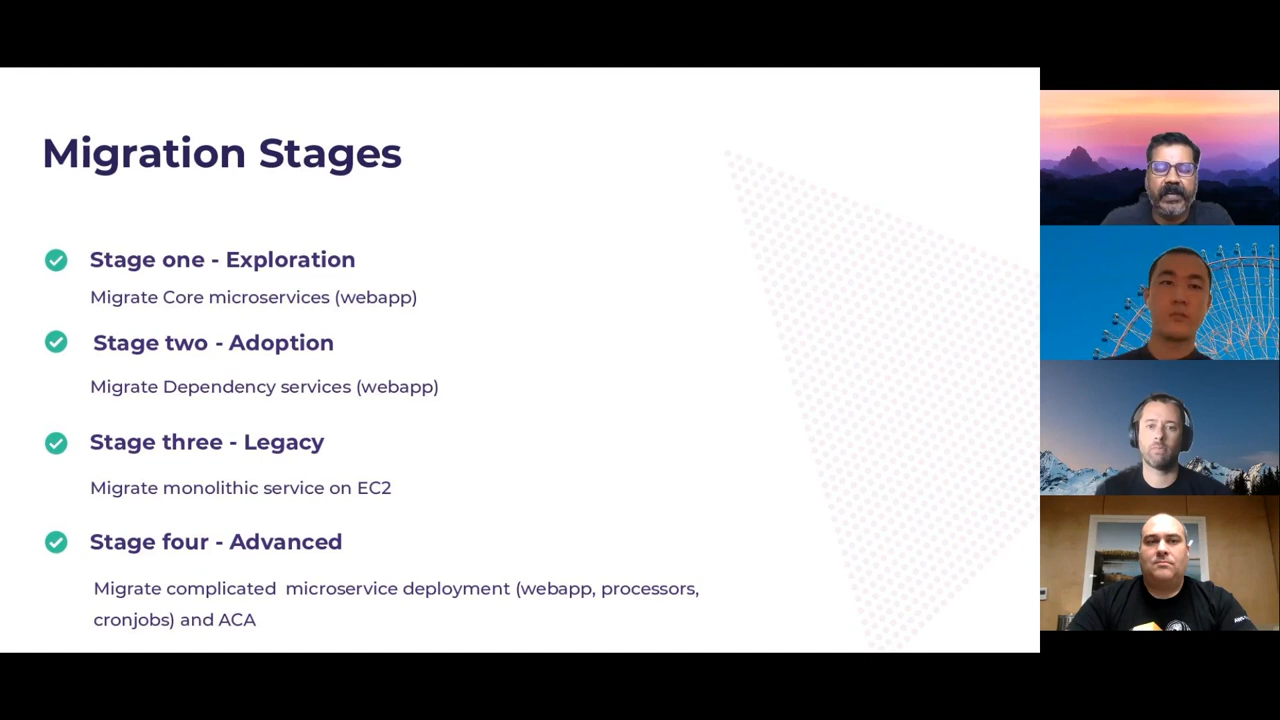 Migration Stages
Stage one - Exploration
Migrate Core microservices (webapp)
Stage two - Adoption
Migrate Dependency services (webapp)
Stage three - Legacy
Migrate monolithic service on EC2
Stage four - Advanced
Migrate complicated  microservice deployment (webapp, processors,
cronjobs) and ACA